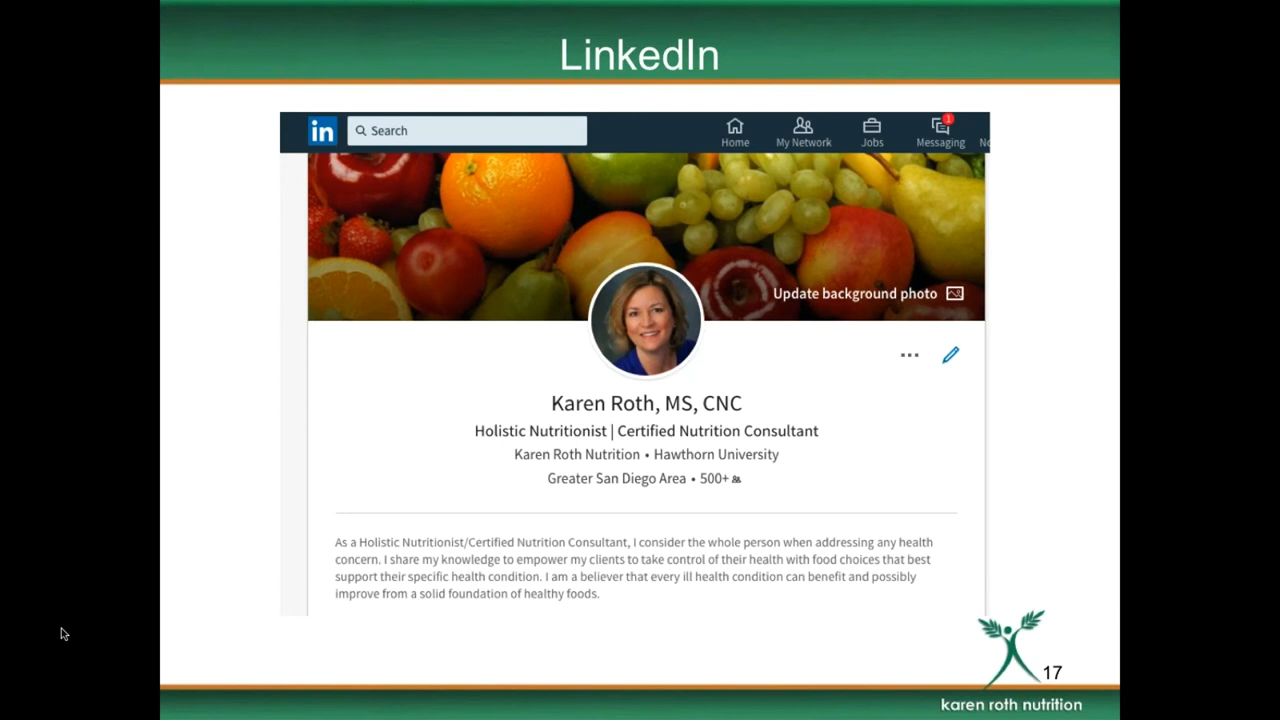 LinkedIn
in Search
Home My Network Jobs Messaging
1
Update background photo
Karen Roth, MS, CNC
Holistic Nutritionist | Certified Nutrition Consultant
Karen Roth Nutrition • Hawthorn University
Greater San Diego Area • 500+
As a Holistic Nutritionist/Certified Nutrition Consultant, I consider the whole person when addressing any health
concern. I share my knowledge to empower my clients to take control of their health with food choices that best
support their specific health condition. I am a believer that every ill health condition can benefit and possibly
improve from a solid foundation of healthy foods.
17
karen roth nutrition